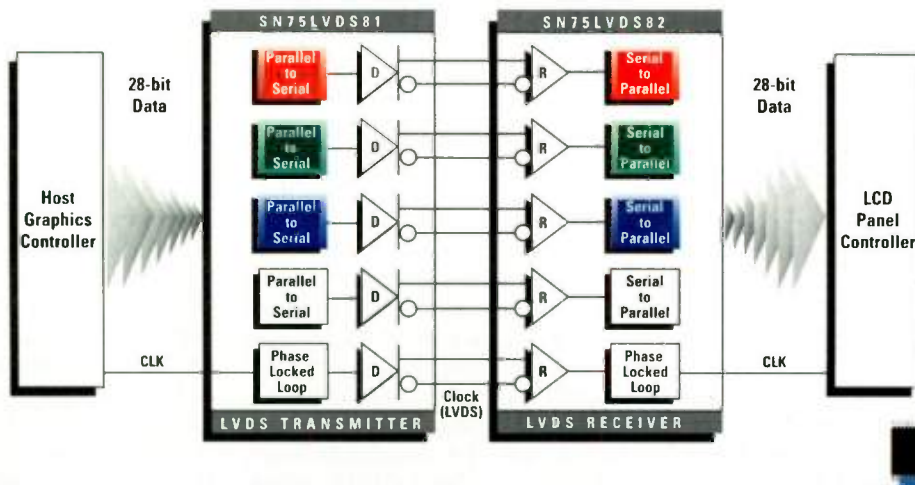 SN75LVDS81
SN75LVDS82
Host
Graphics
Controller
28-bit
Data
CLK
Parallel
to
Serial
D
Parallel
to
Serial
D
Parallel
to
Serial
D
Parallel
to
Serial
D
Phase
Locked
Loop
D
LVDS TRANSMITTER
Clock
(LVDS)
R
Serial
to
Parallel
R
Serial
to
Parallel
R
Serial
to
Parallel
R
Serial
to
Parallel
R
Phase
Locked
Loop
LVDS RECEIVER
28-bit
Data
CLK
LCD
Panel
Controller